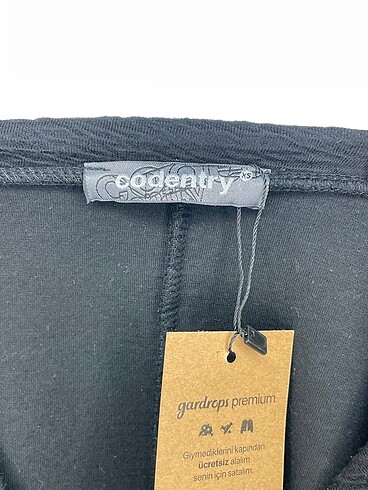 codentry
XS
gardrops premium
Giymediklerini kapından
ücretsiz alalım
senin için satalım.